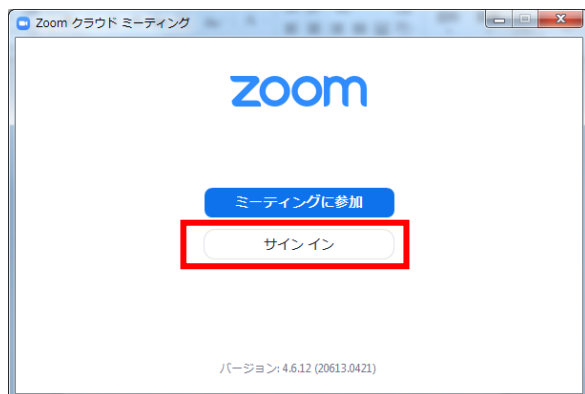 Zoom クラウド ミーティング
zoom
ミーティングに参加
サイン イン
バージョン: 4.6.12 (20613.0421)